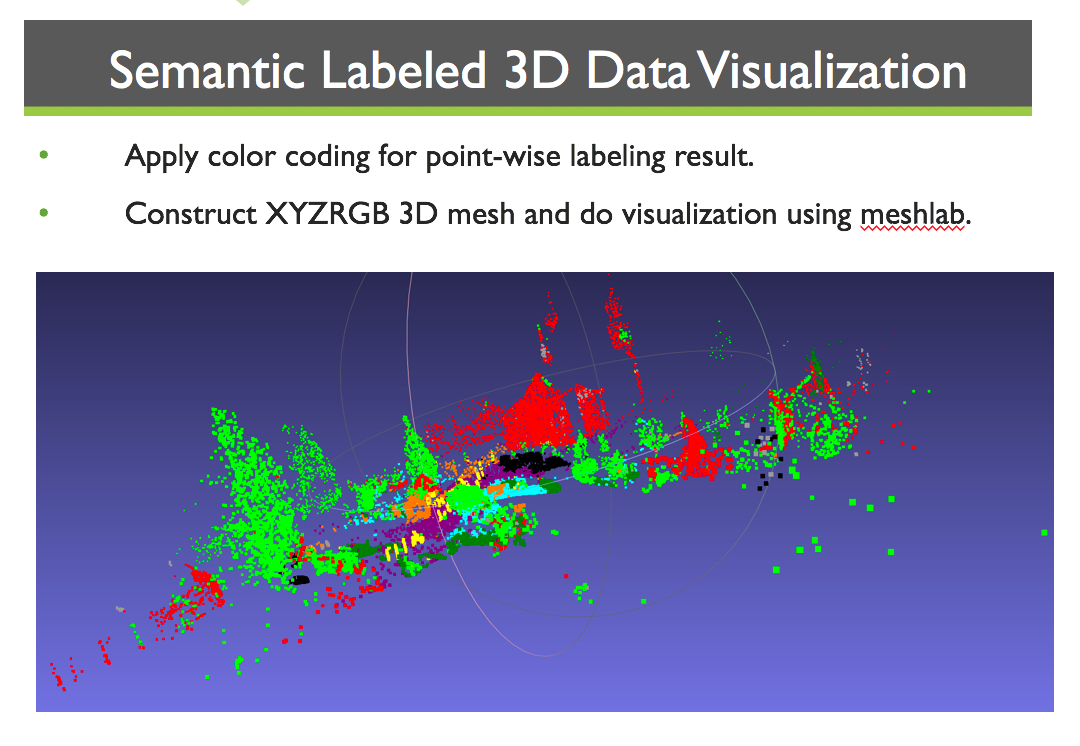 Semantic Labeled 3D Data Visualization
• Apply color coding for point-wise labeling result.
• Construct XYZRGB 3D mesh and do visualization using meshlab.